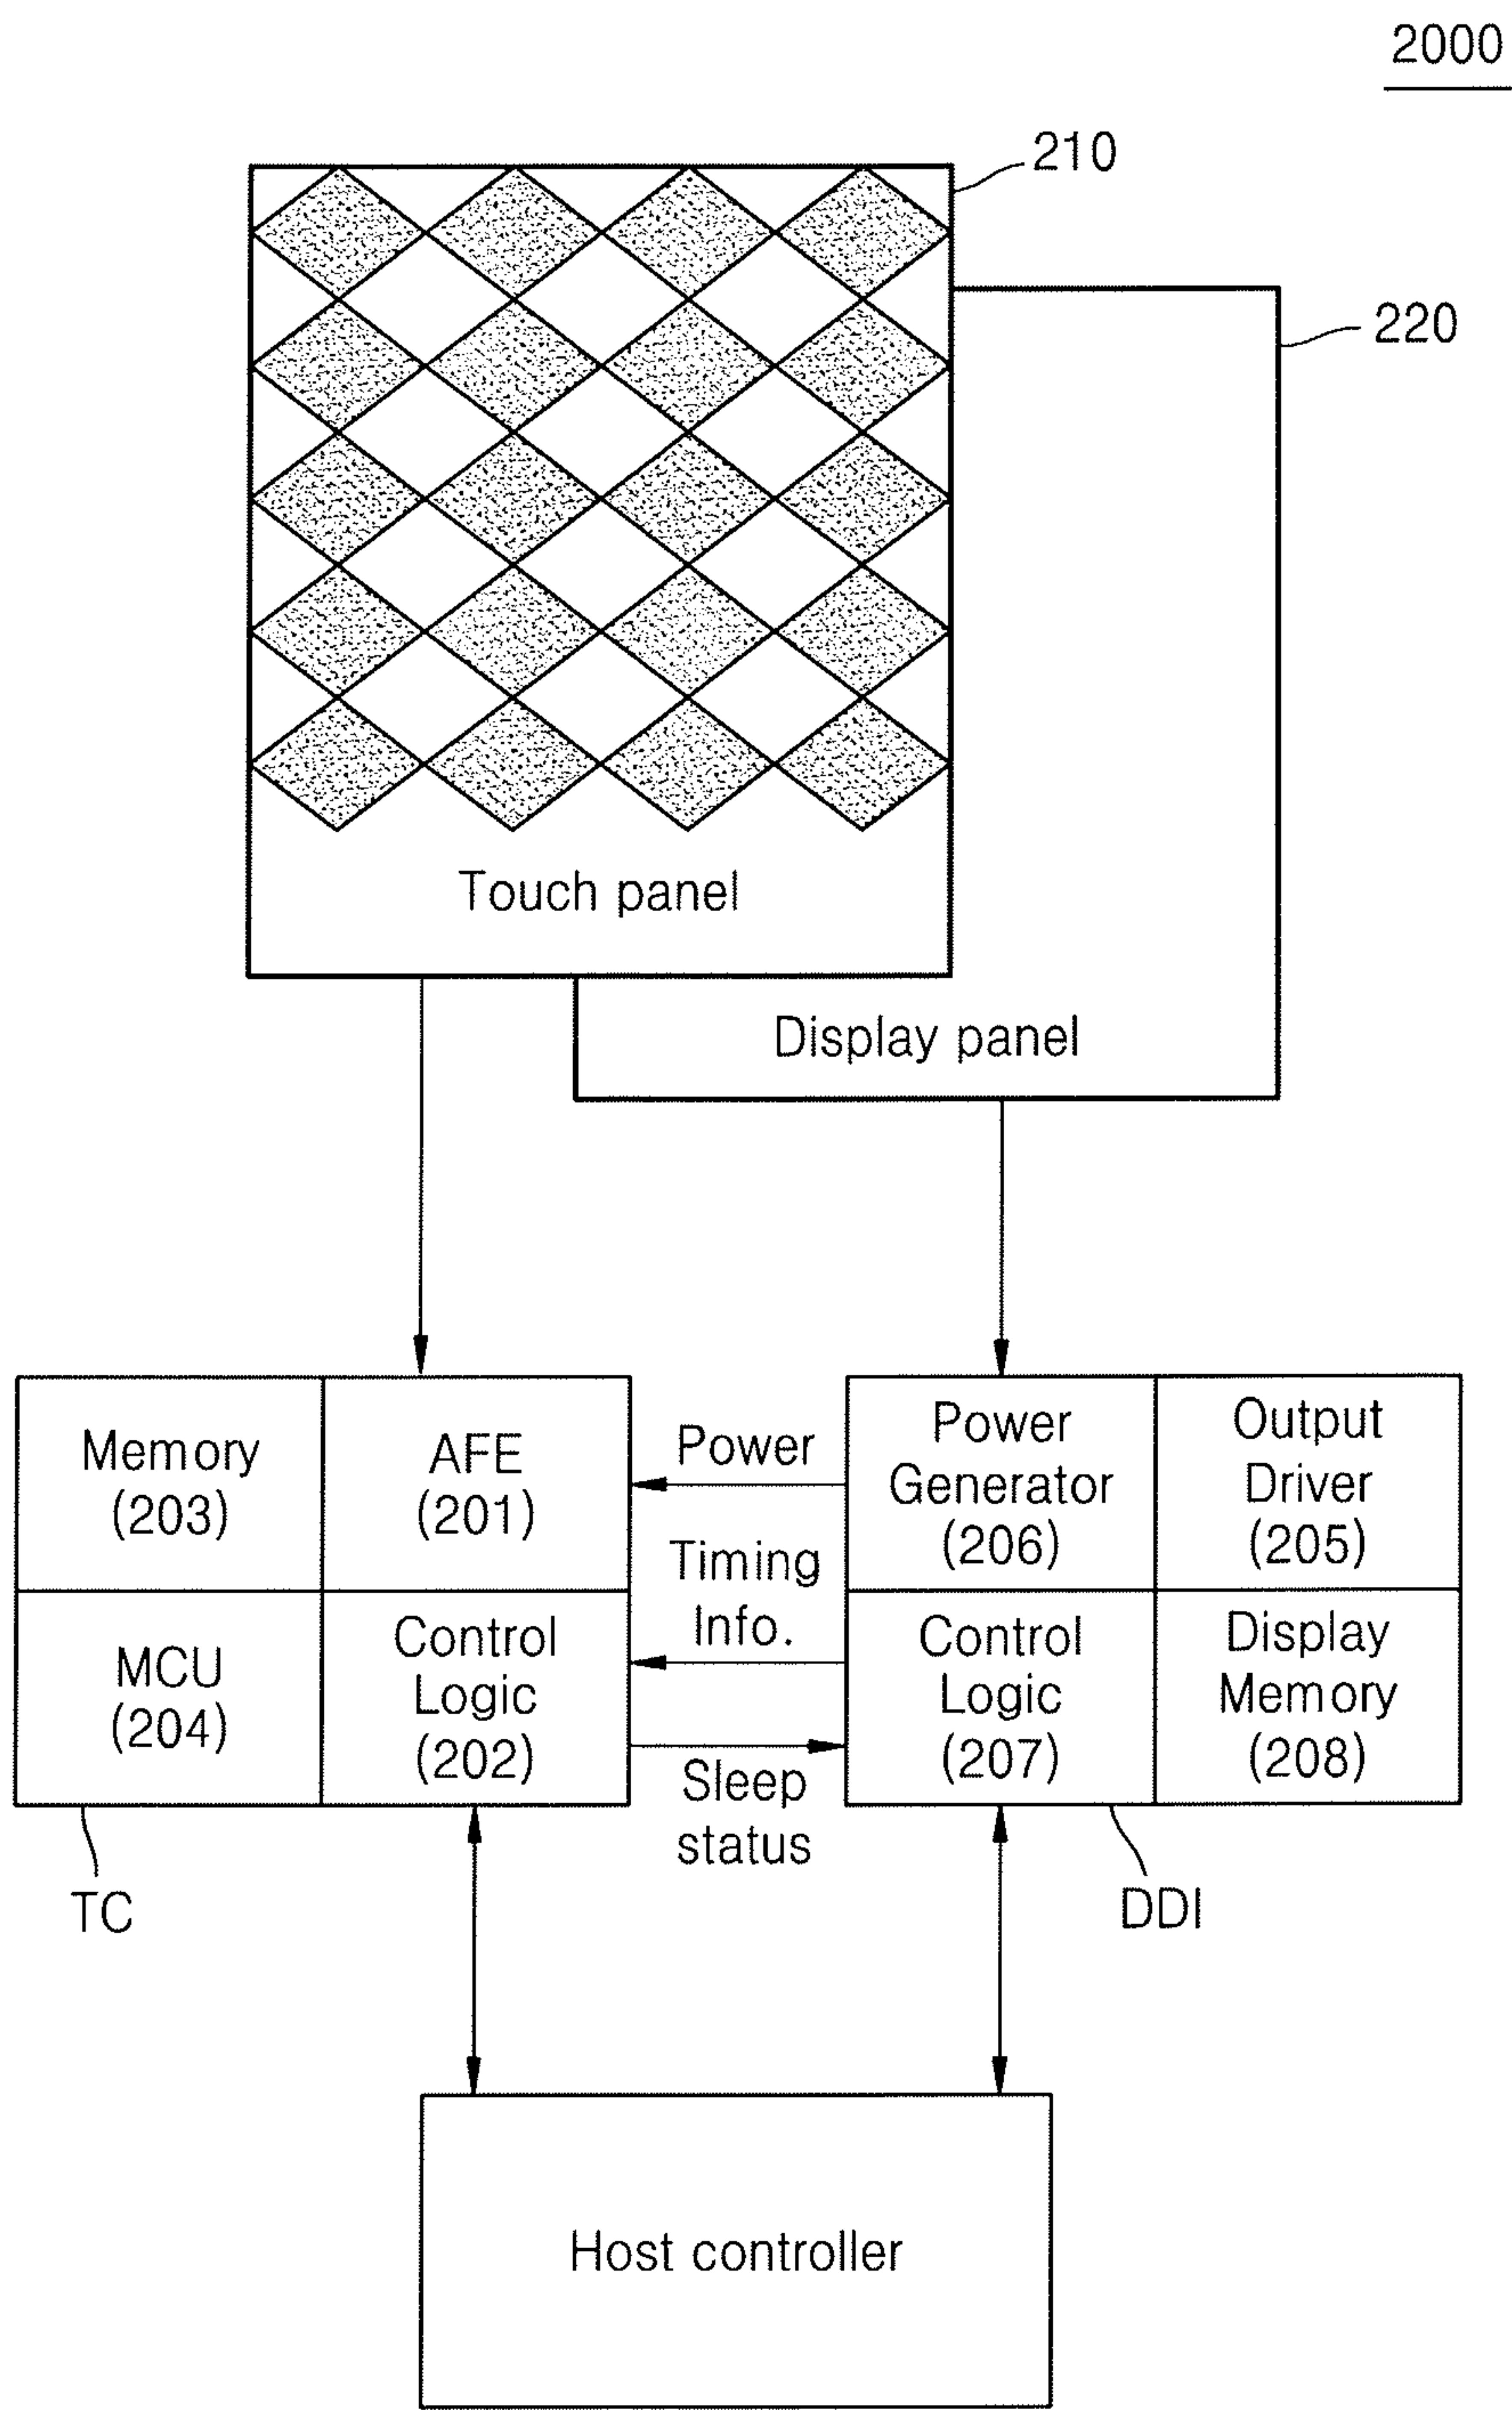 2000
210
220
Touch panel
Display panel
Memory
(203)
AFE
(201)
MCU
(204)
Control
Logic
(202)
Power
Timing
Info.
Sleep
status
Power
Generator
(206)
Output
Driver
(205)
Control
Logic
(207)
Display
Memory
(208)
TC
DDI
Host controller